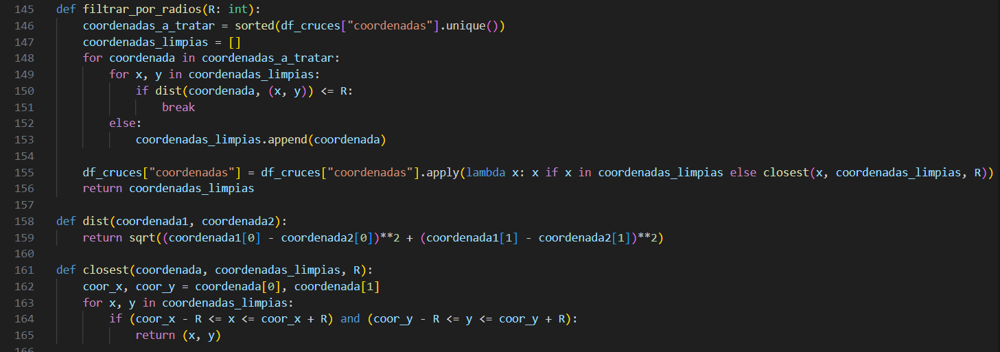 145 def filtrar_por_radios(R: int):
146 coordenadas_a_tratar = sorted(df_cruces["coordenadas"].unique())
147 coordenadas_limpias = []
148 for coordenada in coordenadas_a_tratar:
149 for x, y in coordenadas_limpias:
150 if dist(coordenada, (x, y)) <= R:
151 break
152 else:
153 coordenadas_limpias.append(coordenada)
154
155 df_cruces["coordenadas"] = df_cruces["coordenadas"].apply(lambda x: x if x in coordenadas_limpias else closest(x, coordenadas_limpias, R))
156 return coordenadas_limpias
157
158 def dist(coordenada1, coordenada2):
159 return sqrt((coordenada1[0] - coordenada2[0])**2 + (coordenada1[1] - coordenada2[1])**2)
160
161 def closest(coordenada, coordenadas_limpias, R):
162 coor_x, coor_y = coordenada[0], coordenada[1]
163 for x, y in coordenadas_limpias:
164 if (coor_x - R <= x <= coor_x + R) and (coor_y - R <= y <= coor_y + R):
165 return (x, y)
166